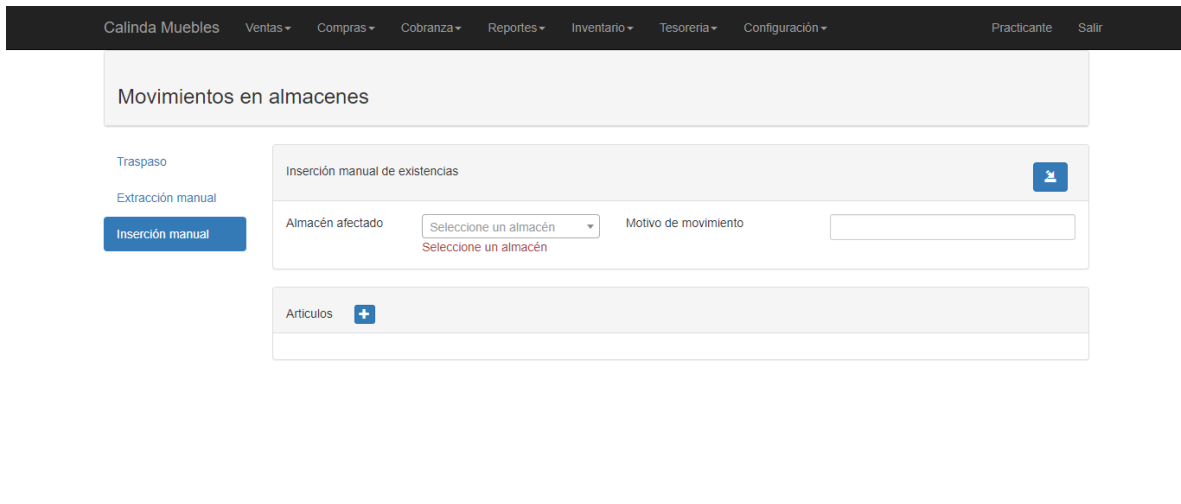 Calinda Muebles Ventas Compras Cobranza Reportes Inventario Tesoreria Configuración Practicante Salir
Movimientos en almacenes
Traspaso
Extracción manual
Inserción manual
Inserción manual de existencias
Almacén afectado Seleccione un almacén Motivo de movimiento
Seleccione un almacén
Articulos